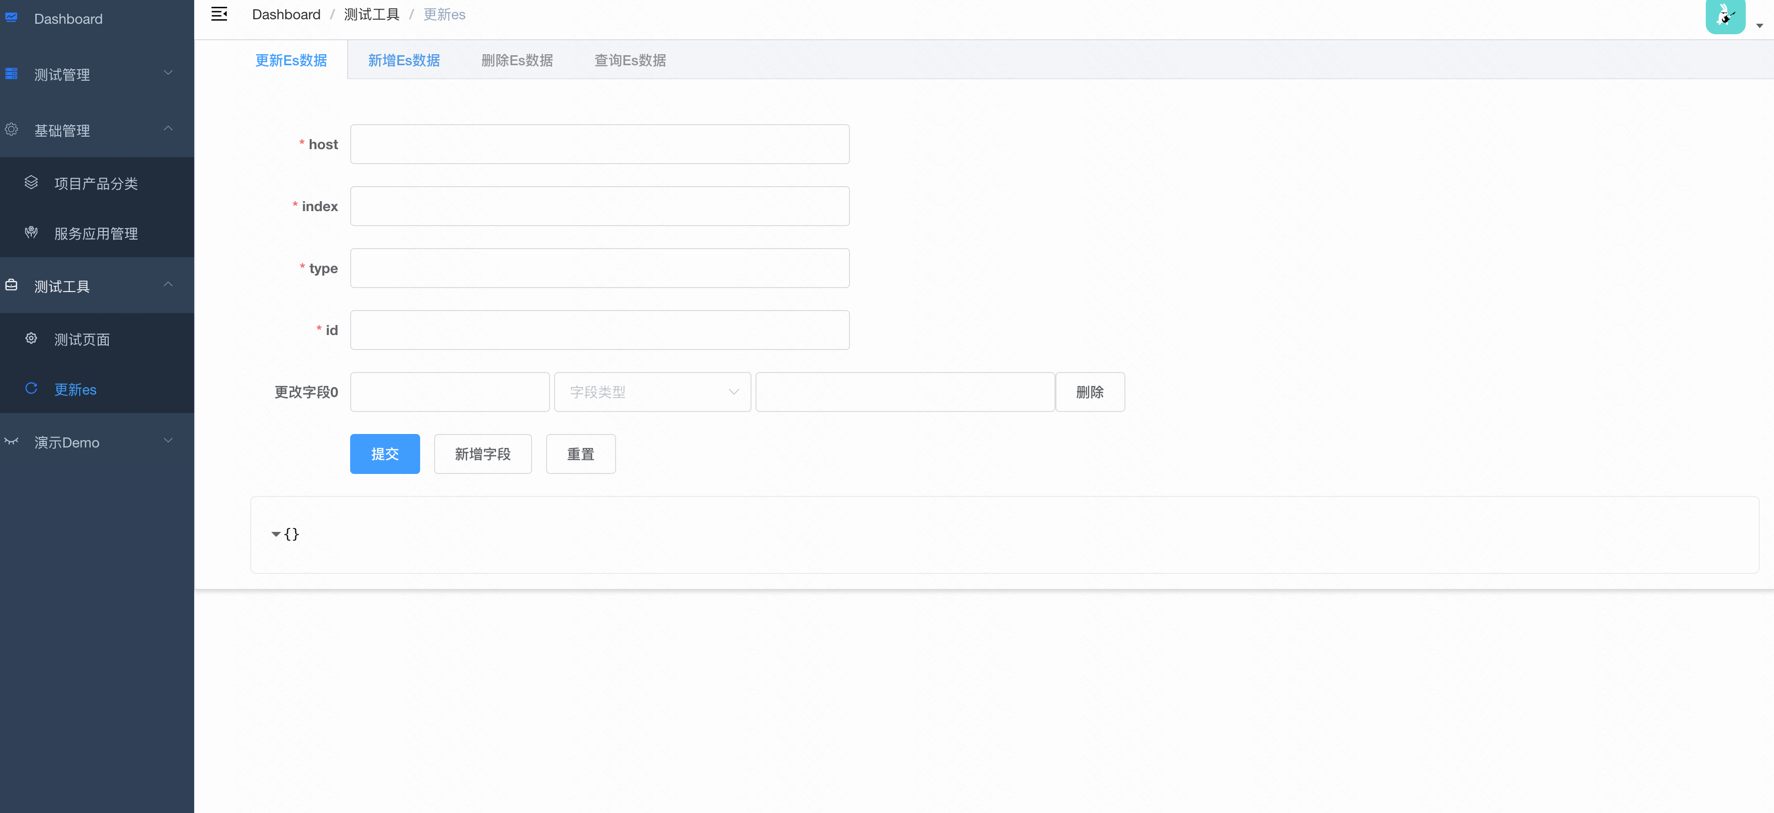 Dashboard
测试管理
基础管理
项目产品分类
服务应用管理
测试工具
测试页面
更新es
演示Demo
Dashboard / 测试工具 / 更新es
更新Es数据 新增Es数据 删除Es数据 查询Es数据
* host
* index
* type
* id
更改字段0 字段类型 删除
提交 新增字段 重置
{}